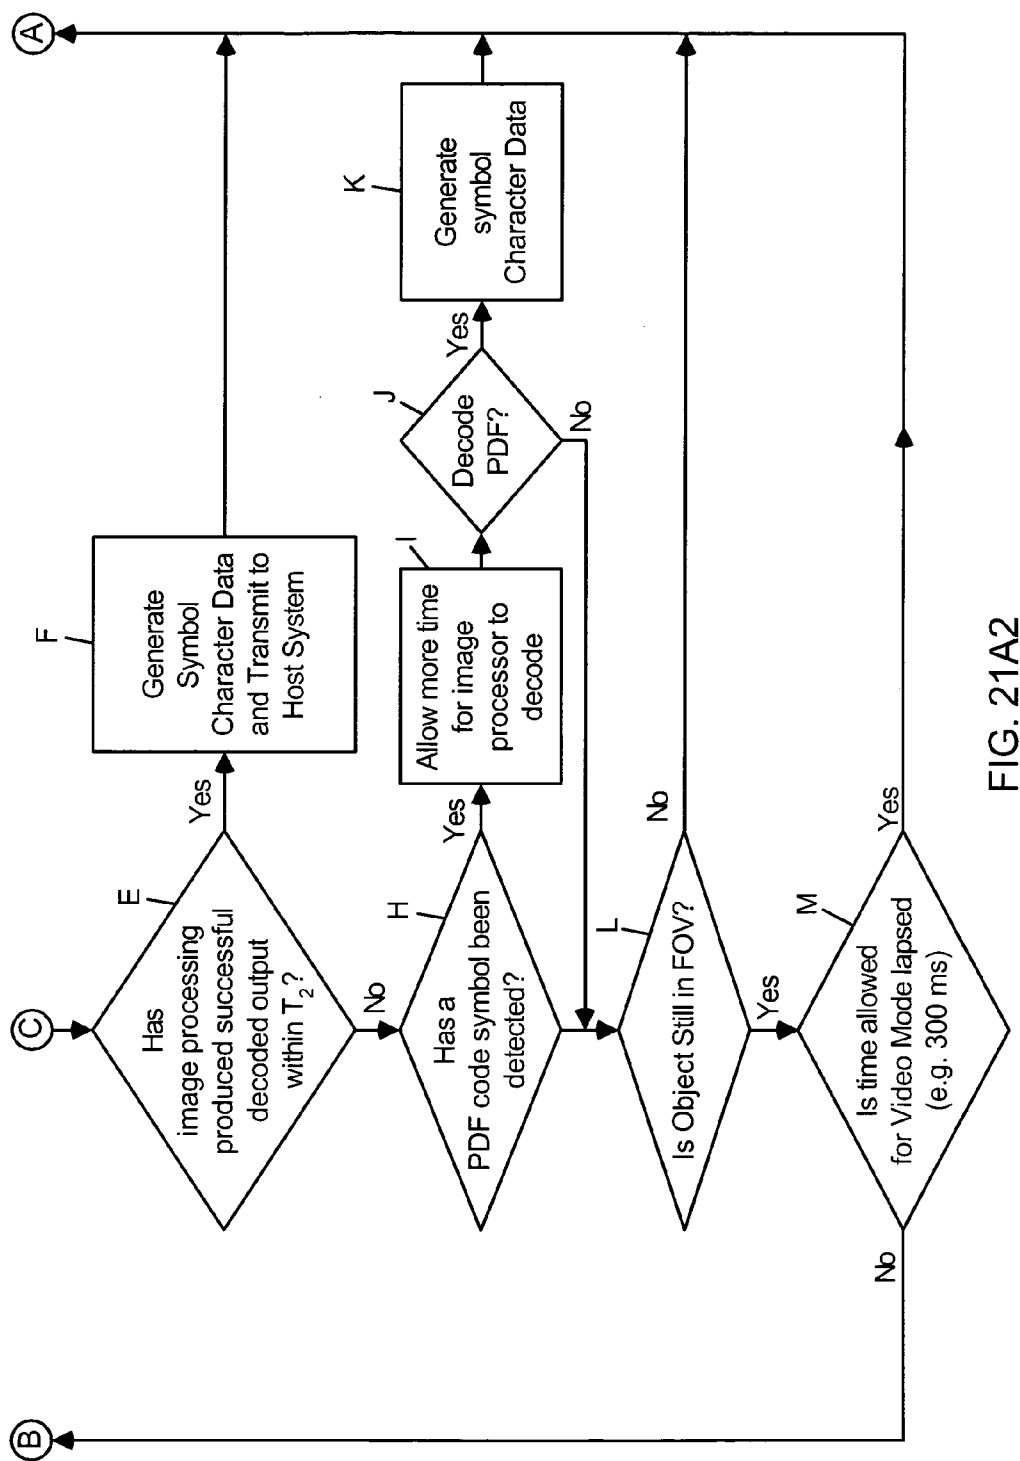 C
A
B
E
Has
image processing
produced successful
decoded output
within T2?
Yes
No
F
Generate
Symbol
Character Data
and Transmit to
Host System
H
Has a
PDF code symbol been
detected?
Yes
I
Allow more time
for image
processor to
decode
J
Decode
PDF?
Yes
No
K
Generate
symbol
Character Data
L
Is Object Still in FOV?
No
Yes
M
Is time allowed
for Video Mode lapsed
(e.g. 300 ms)
Yes
No
FIG. 21A2